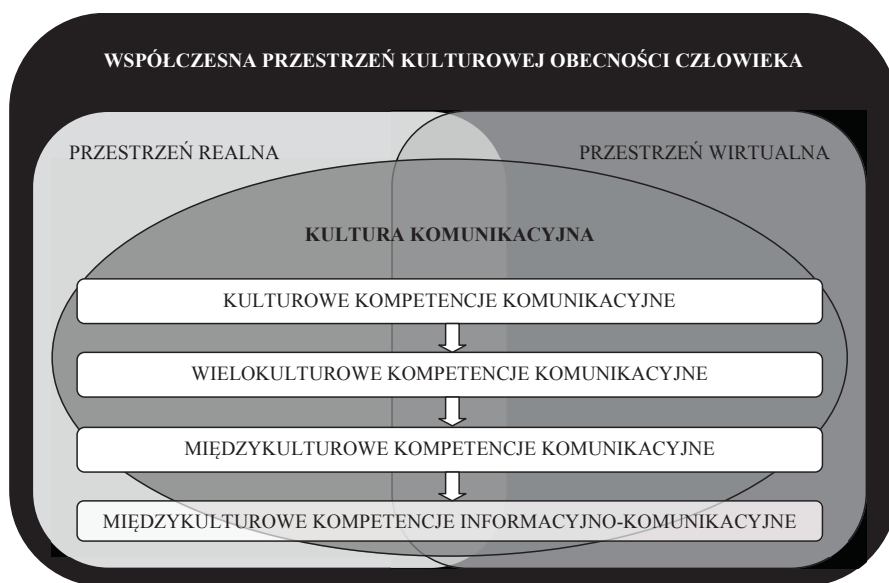 WSPÓŁCZESNA PRZESTRZEŃ KULTUROWEJ OBECNOŚCI CZŁOWIEKA
PRZESTRZEŃ REALNA
PRZESTRZEŃ WIRTUALNA
KULTURA KOMUNIKACYJNA
KULTUROWE KOMPETENCJE KOMUNIKACYJNE
WIELOKULTUROWE KOMPETENCJE KOMUNIKACYJNE
MIĘDZYKULTUROWE KOMPETENCJE KOMUNIKACYJNE
MIĘDZYKULTUROWE KOMPETENCJE INFORMACYJNO-KOMUNIKACYJNE